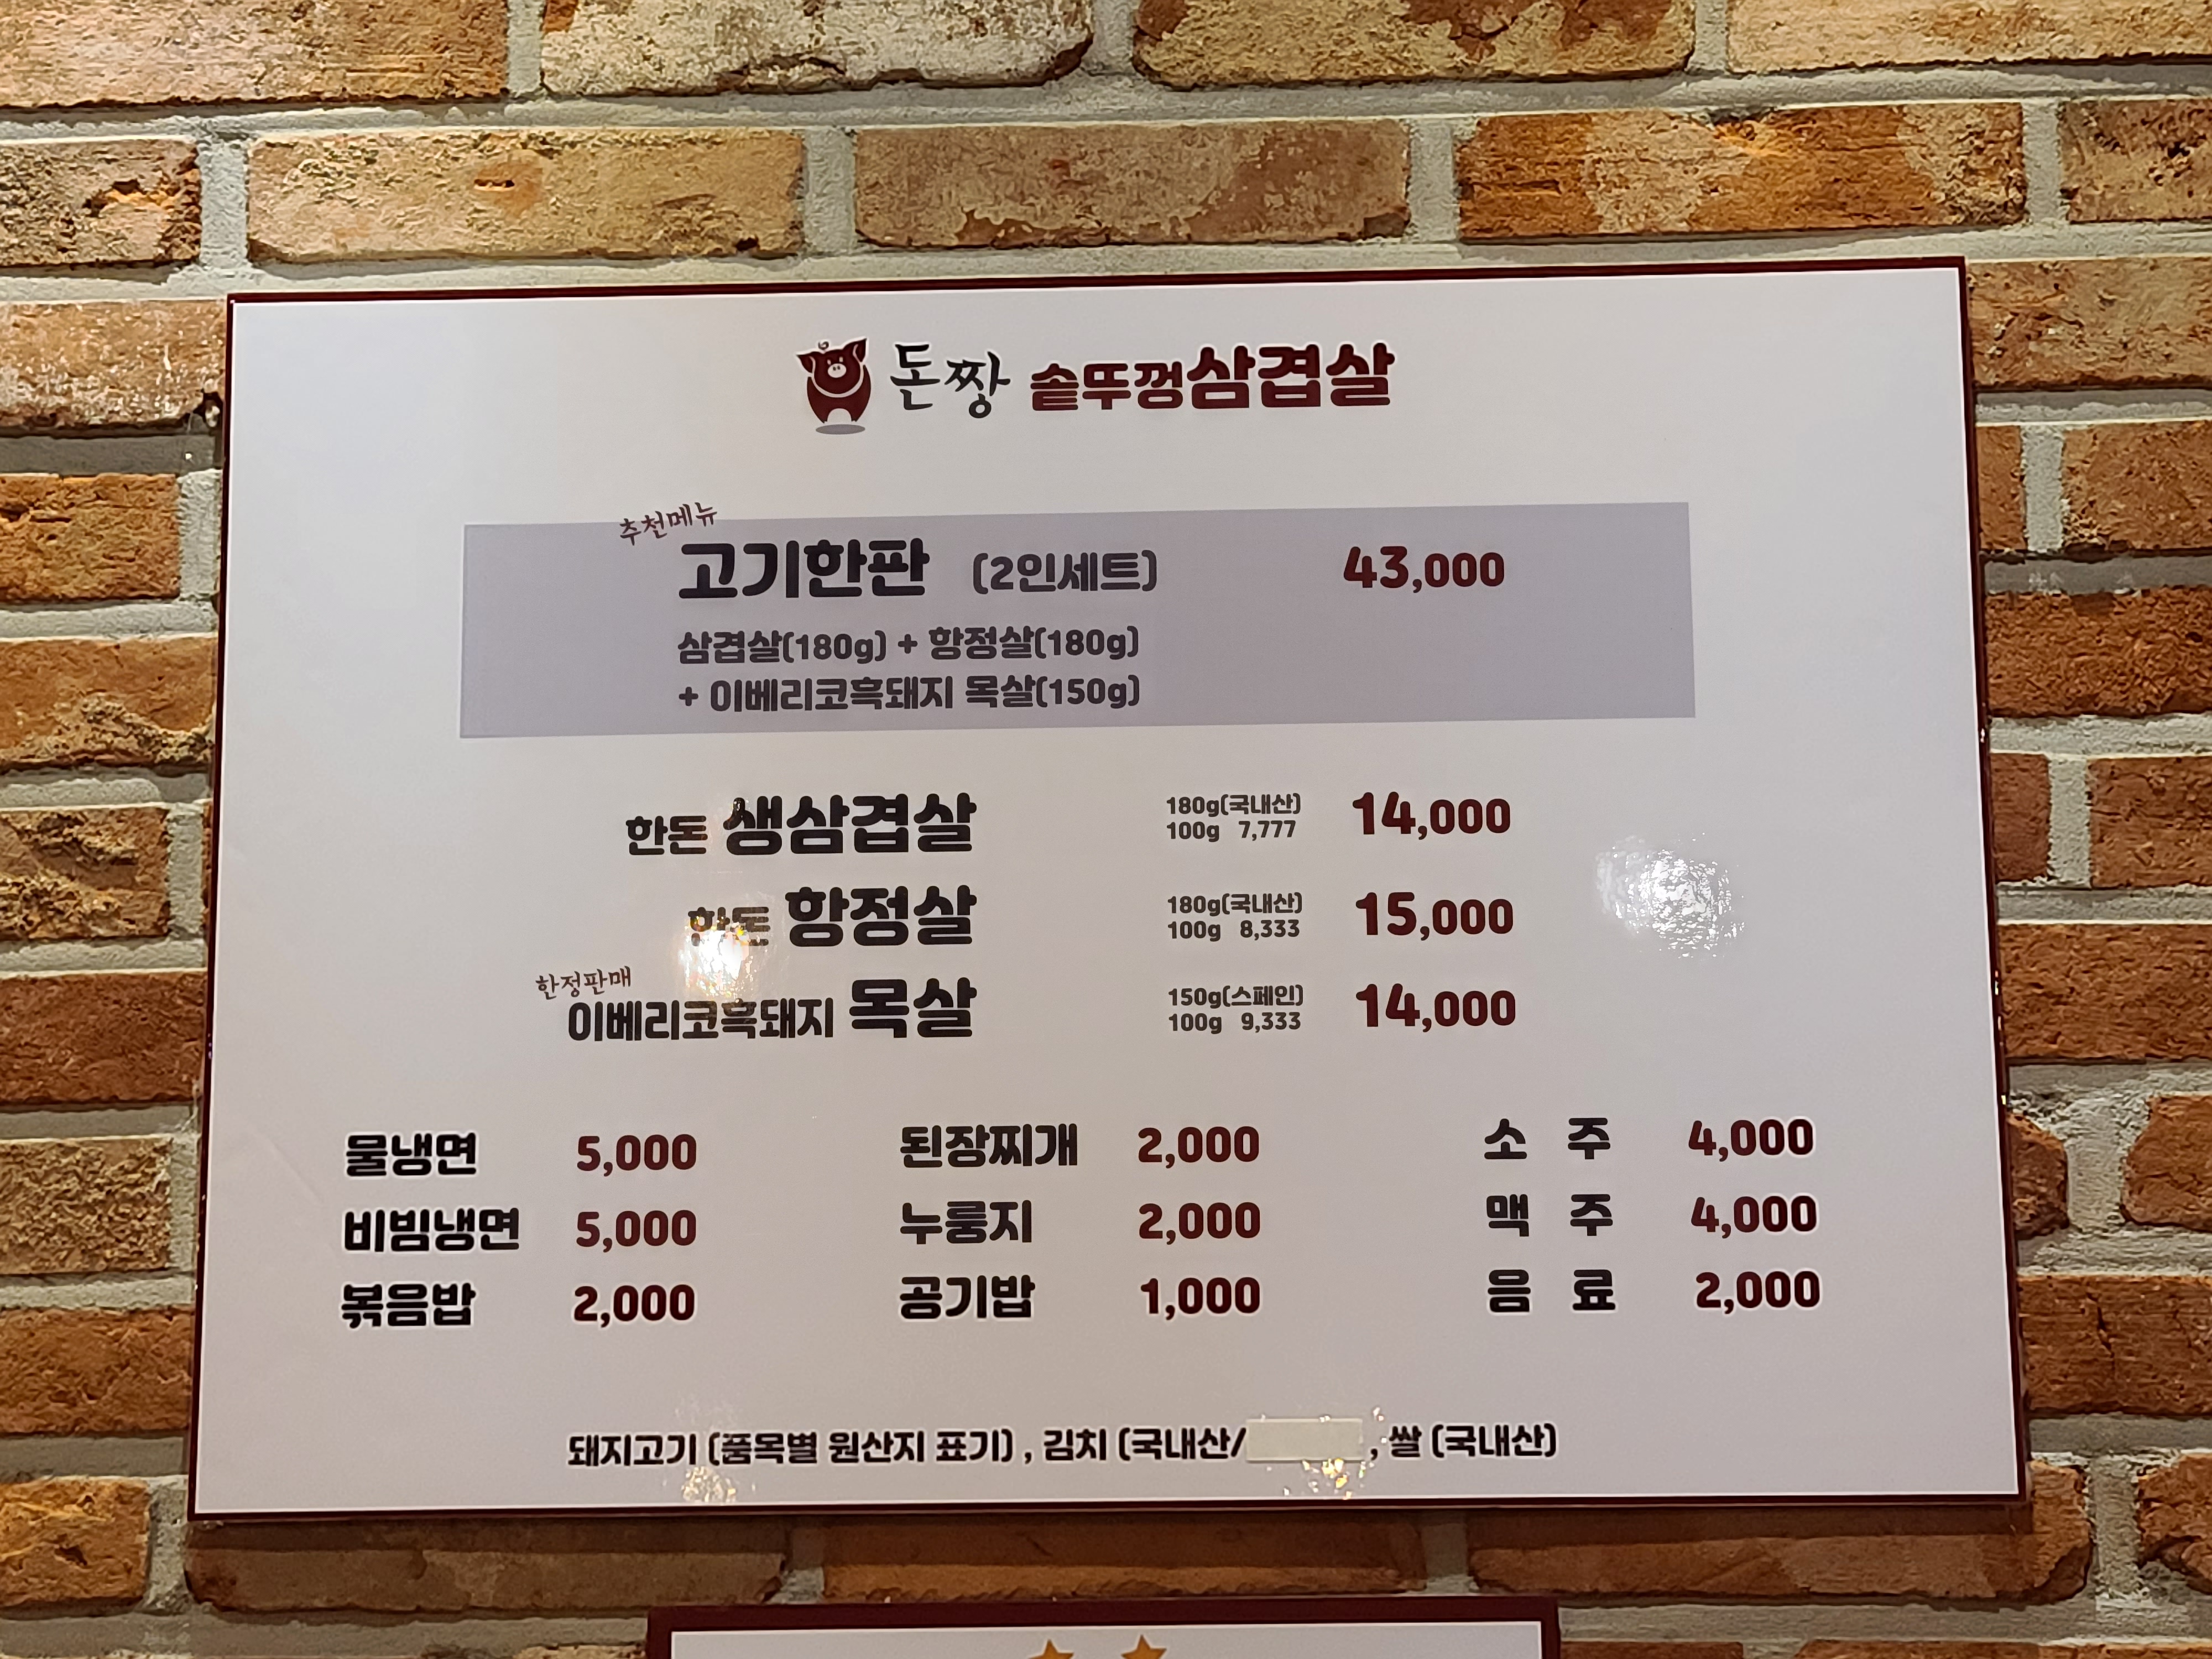 돈짱 솥뚜껑삼겹살
추천메뉴
고기한판 (2인세트) 43,000
삼겹살(180g) + 항정살(180g)
+ 이베리코흑돼지 목살(150g)
한돈 생삼겹살 180g(국내산) 100g 7,777 14,000
한돈 항정살 180g(국내산) 100g 8,333 15,000
한정판매
이베리코흑돼지 목살 150g(스페인) 100g 9,333 14,000
물냉면 5,000 된장찌개 2,000 소 주 4,000
비빔냉면 5,000 누룽지 2,000 맥 주 4,000
볶음밥 2,000 공기밥 1,000 음 료 2,000
돼지고기 (품목별 원산지 표기) , 김치 (국내산/ , 쌀 (국내산)